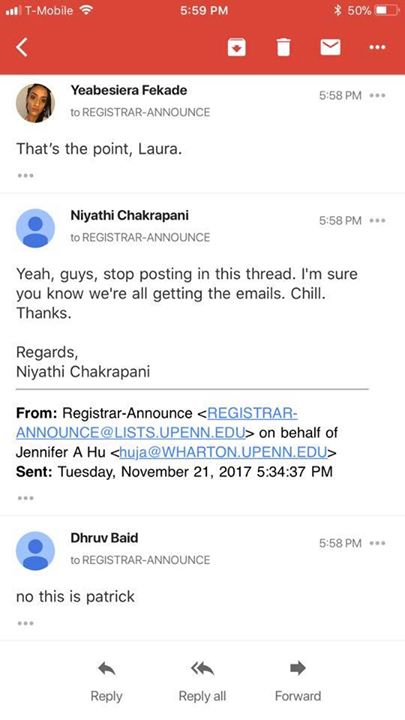 T-Mobile 5:59 PM 50%
Yeabesiera Fekade 5:58 PM
to REGISTRAR-ANNOUNCE
That's the point, Laura.
Niyathi Chakrapani 5:58 PM
to REGISTRAR-ANNOUNCE
Yeah, guys, stop posting in this thread. I'm sure
you know we're all getting the emails. Chill.
Thanks.
Regards,
Niyathi Chakrapani
From: Registrar-Announce <REGISTRAR-
ANNOUNCE@LISTS.UPENN.EDU> on behalf of
Jennifer A Hu <huja@WHARTON.UPENN.EDU>
Sent: Tuesday, November 21, 2017 5:34:37 PM
Dhruv Baid 5:58 PM
to REGISTRAR-ANNOUNCE
no this is patrick
Reply Reply all Forward